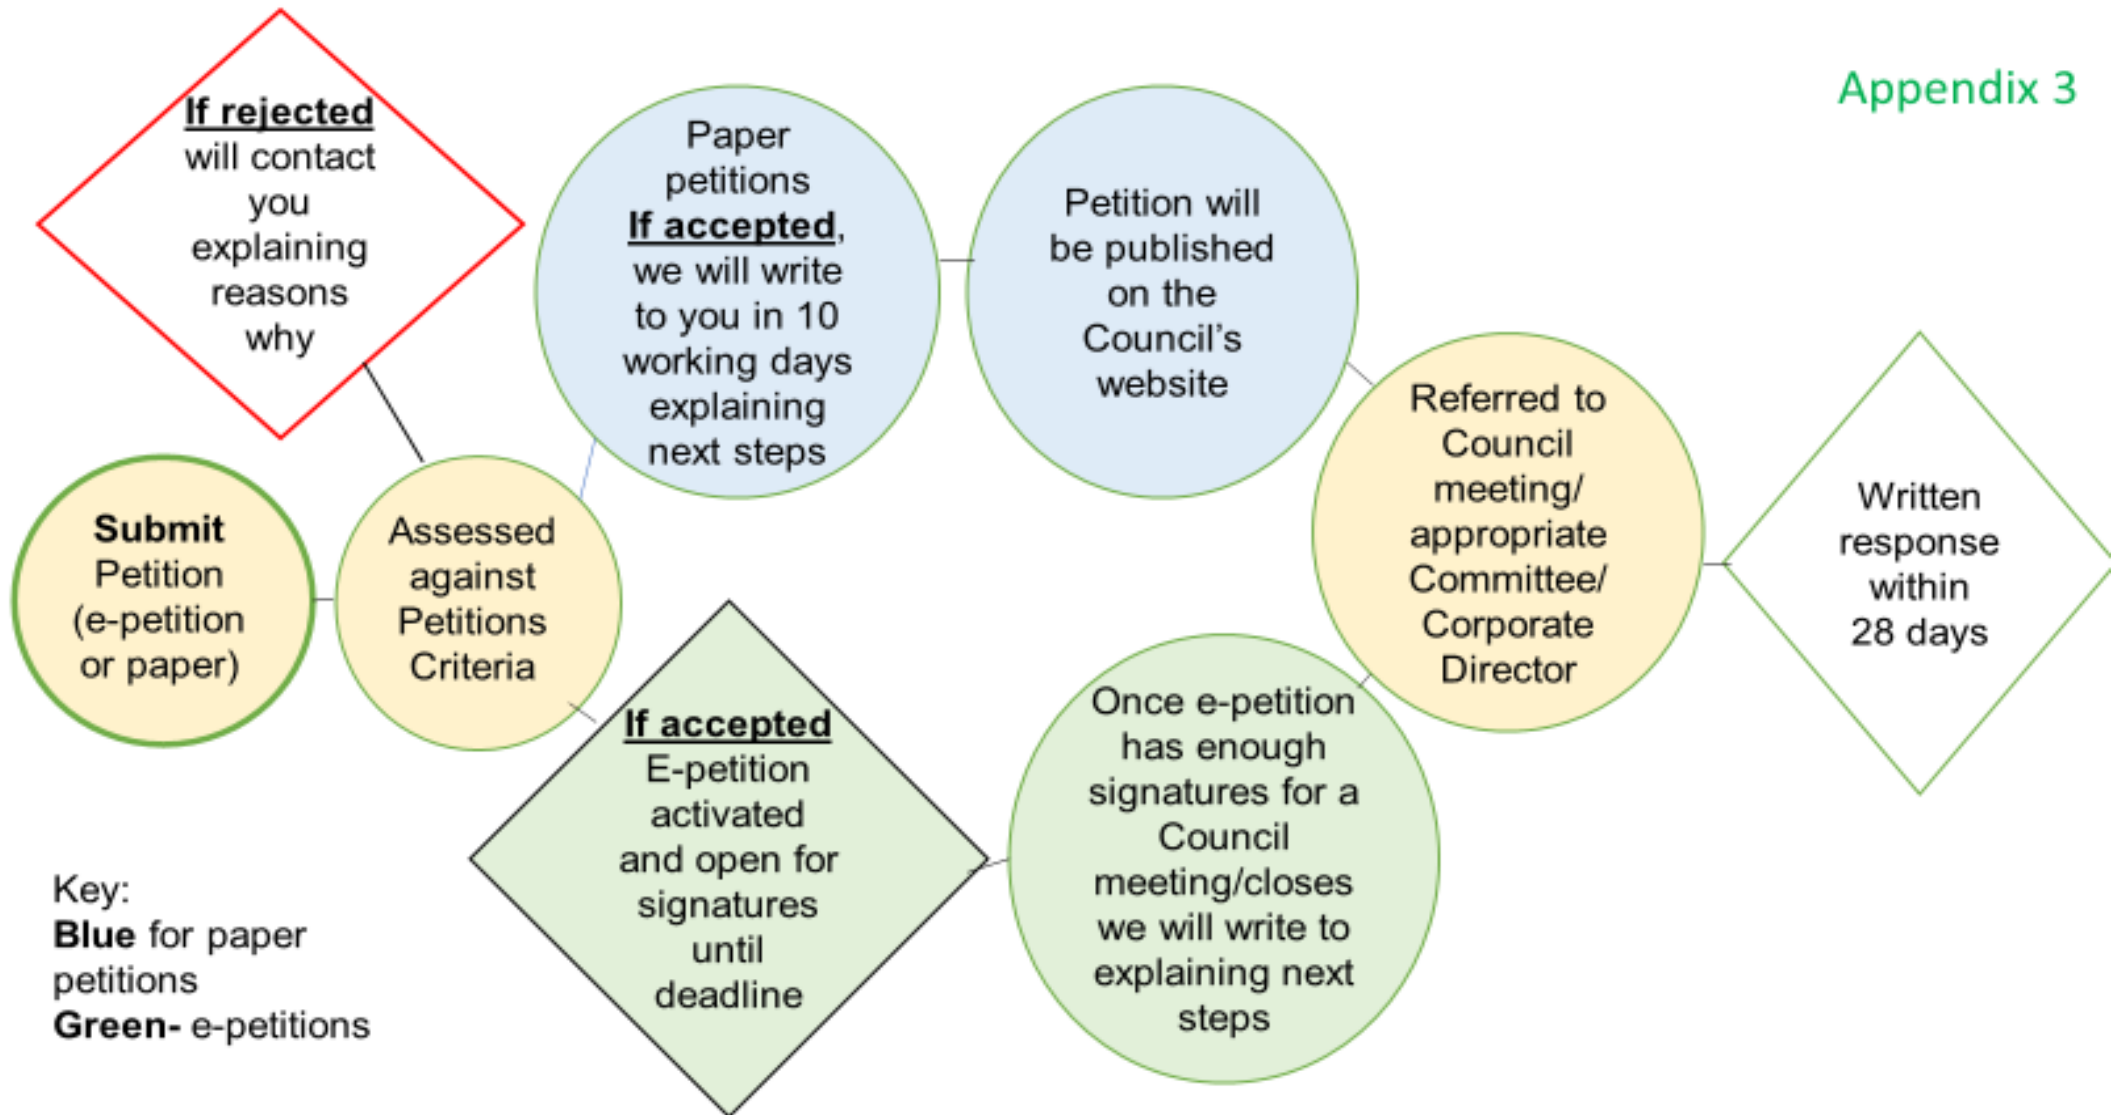 Appendix 3
If rejected
will contact
you
explaining
reasons
why
Paper
petitions
If accepted,
we will write
to you in 10
working days
explaining
next steps
Petition will
be published
on the
Council’s
website
Submit
Petition
(e-petition
or paper)
Assessed
against
Petitions
Criteria
If accepted
E-petition
activated
and open for
signatures
until
deadline
Once e-petition
has enough
signatures for a
Council
meeting/closes
we will write to
explaining next
steps
Referred to
Council
meeting/
appropriate
Committee/
Corporate
Director
Written
response
within
28 days
Key:
Blue for paper
petitions
Green- e-petitions